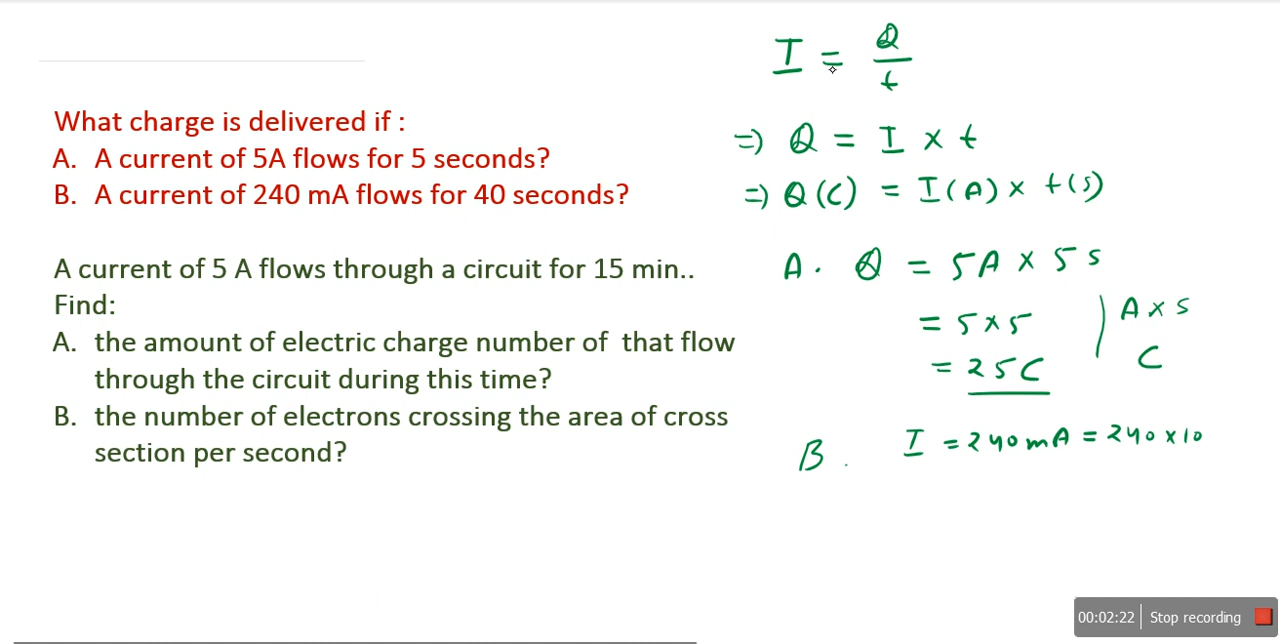 What charge is delivered if :
A. A current of 5A flows for 5 seconds?
B. A current of 240 mA flows for 40 seconds?
A current of 5 A flows through a circuit for 15 min..
Find:
A. the amount of electric charge number of that flow
through the circuit during this time?
B. the number of electrons crossing the area of cross
section per second?
I = Q
t
=) Q = I × t
=) Q (C) = I (A) × t (s)
A. Q = 5A × 5 s
= 5 × 5 | A × s
= 25C C
B. I = 240mA = 240 × 10
00:02:22 Stop recording